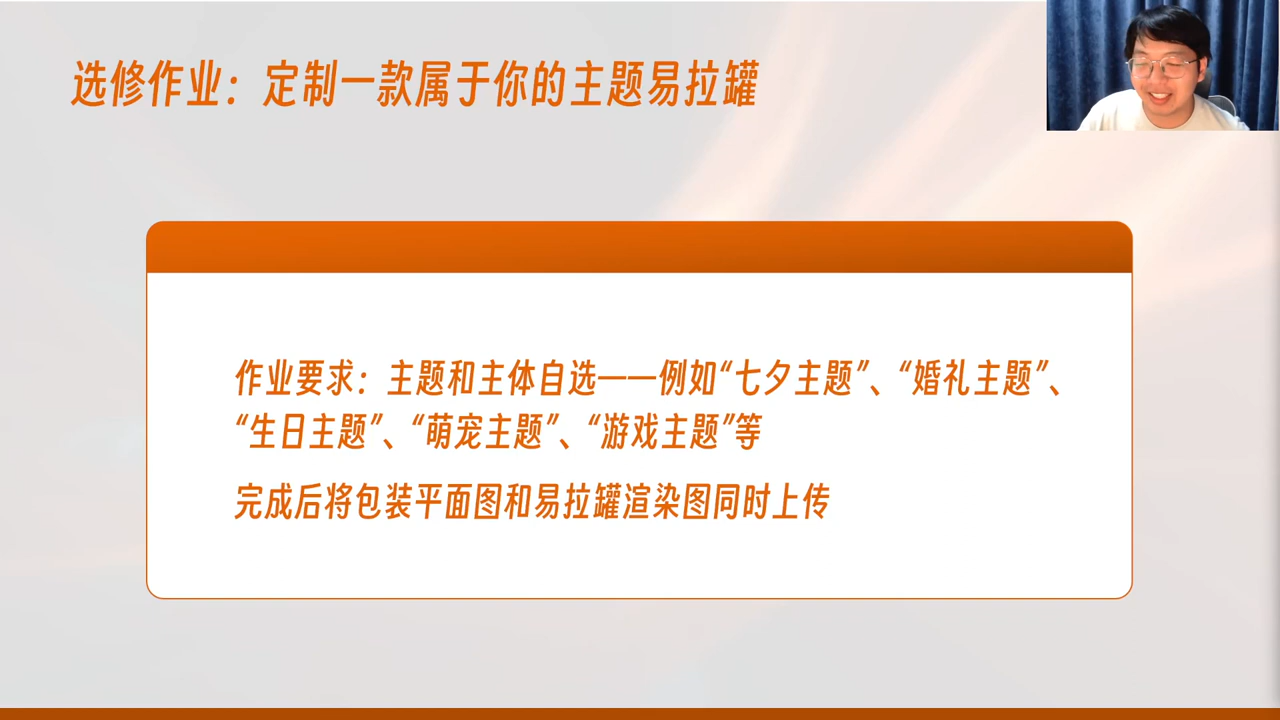 选修作业：定制一款属于你的主题易拉罐
作业要求：主题和主体自选——例如“七夕主题”、“婚礼主题”、
“生日主题”、“萌宠主题”、“游戏主题”等
完成后将包装平面图和易拉罐渲染图同时上传